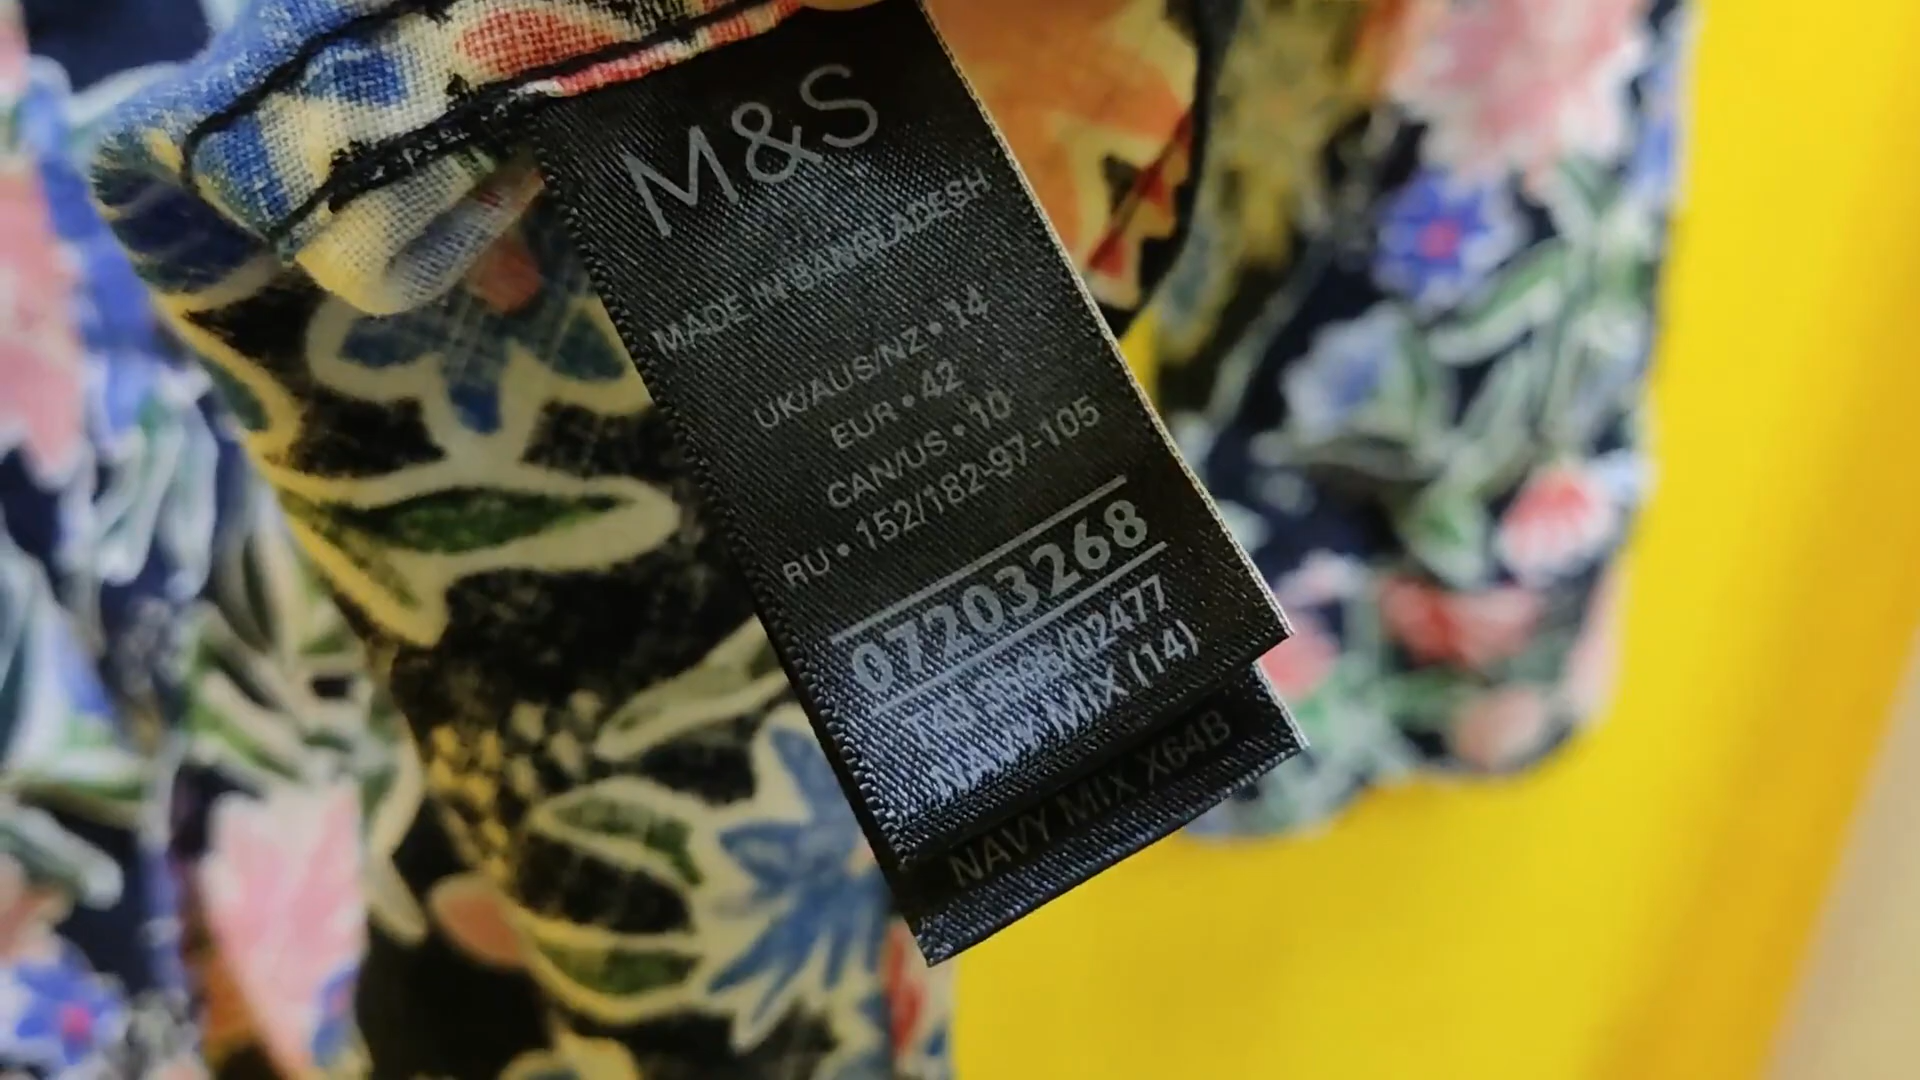 M&S
MADE IN BANGLADESH
UK/AUS/NZ • 14
EUR • 42
CAN/US • 10
RU • 152/182-97-105
07203268
NAVY MIX (14)
NAVY MIX X64B